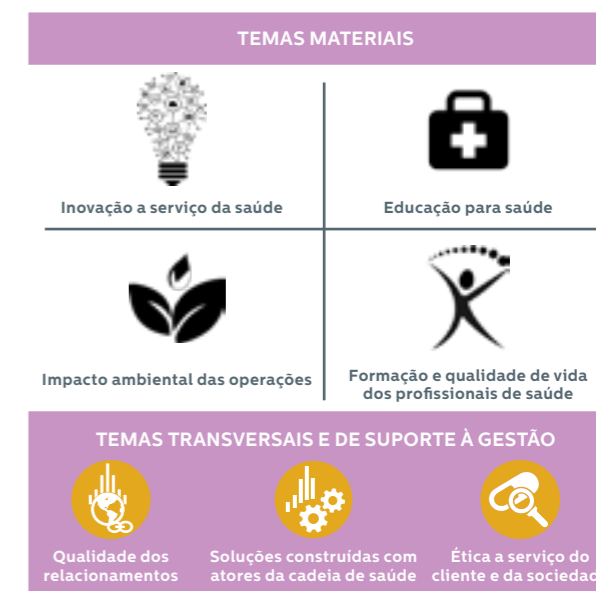 TEMAS MATERIAIS
Inovação a serviço da saúde
Educação para saúde
Impacto ambiental das operações
Formação e qualidade de vida
dos profissionais de saúde
TEMAS TRANSVERSAIS E DE SUPORTE À GESTÃO
Qualidade dos
relacionamentos
Soluções construídas com
atores da cadeia de saúde
Ética a serviço do
cliente e da sociedad